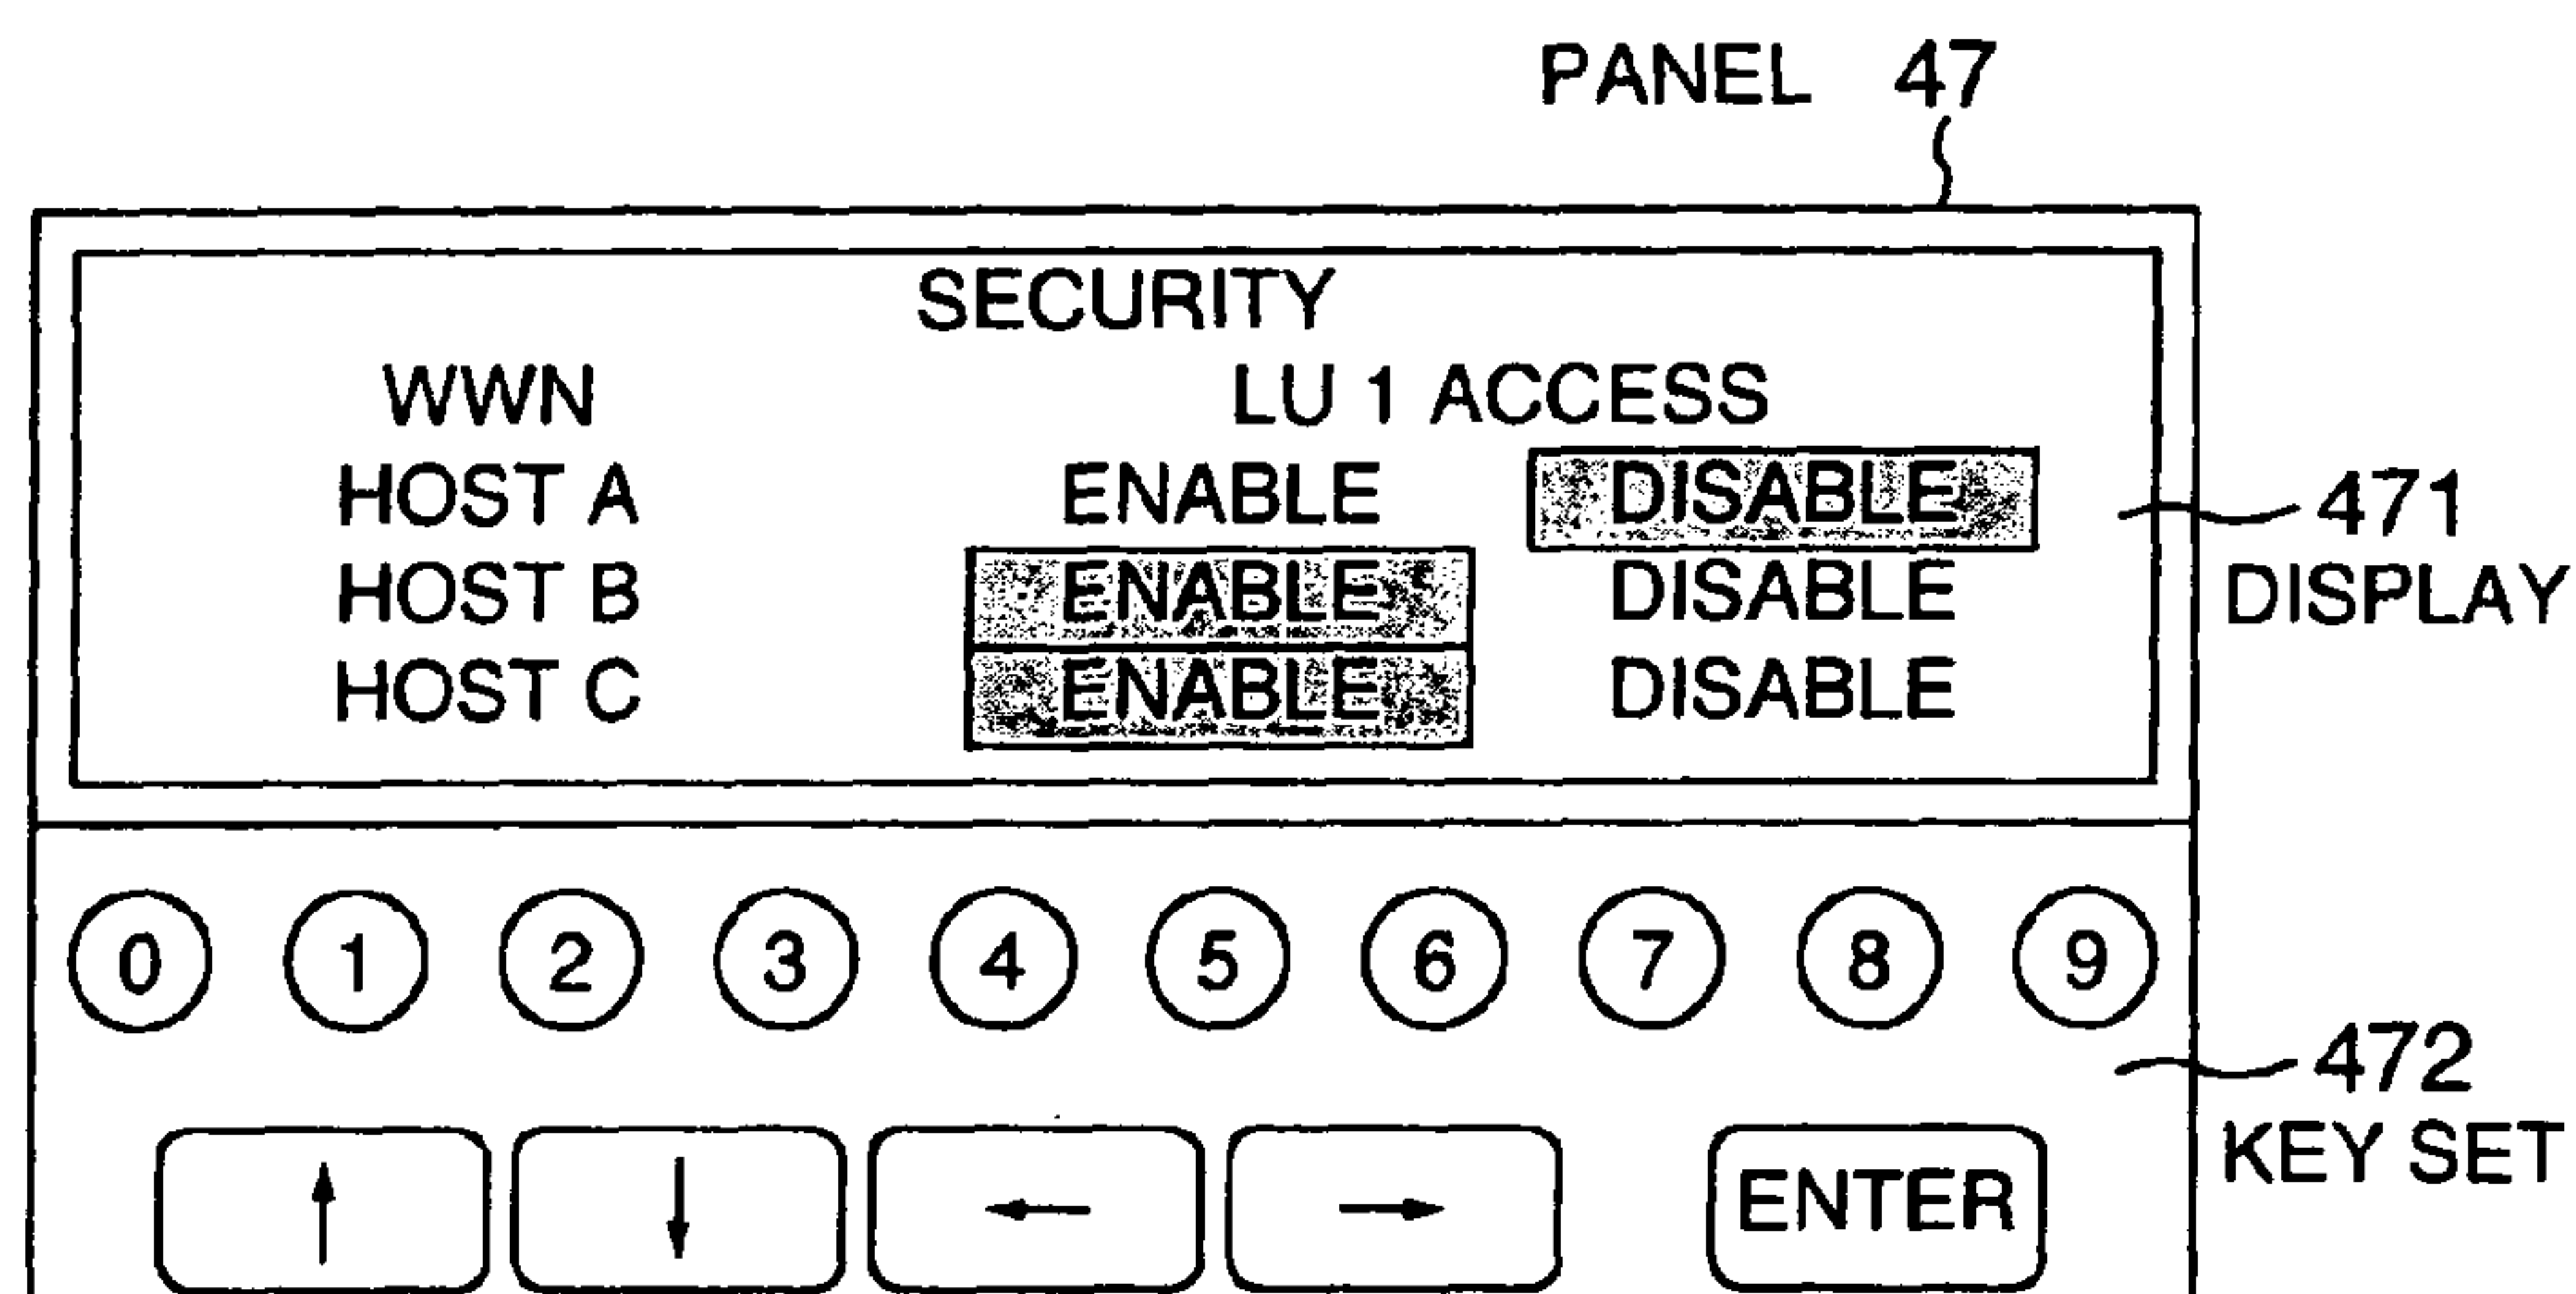 PANEL 47
SECURITY
WWN LU 1 ACCESS
HOST A ENABLE DISABLE
HOST B ENABLE DISABLE
HOST C ENABLE DISABLE
471
DISPLAY
0 1 2 3 4 5 6 7 8 9
472
KEY SET
↑ ↓ ← → ENTER